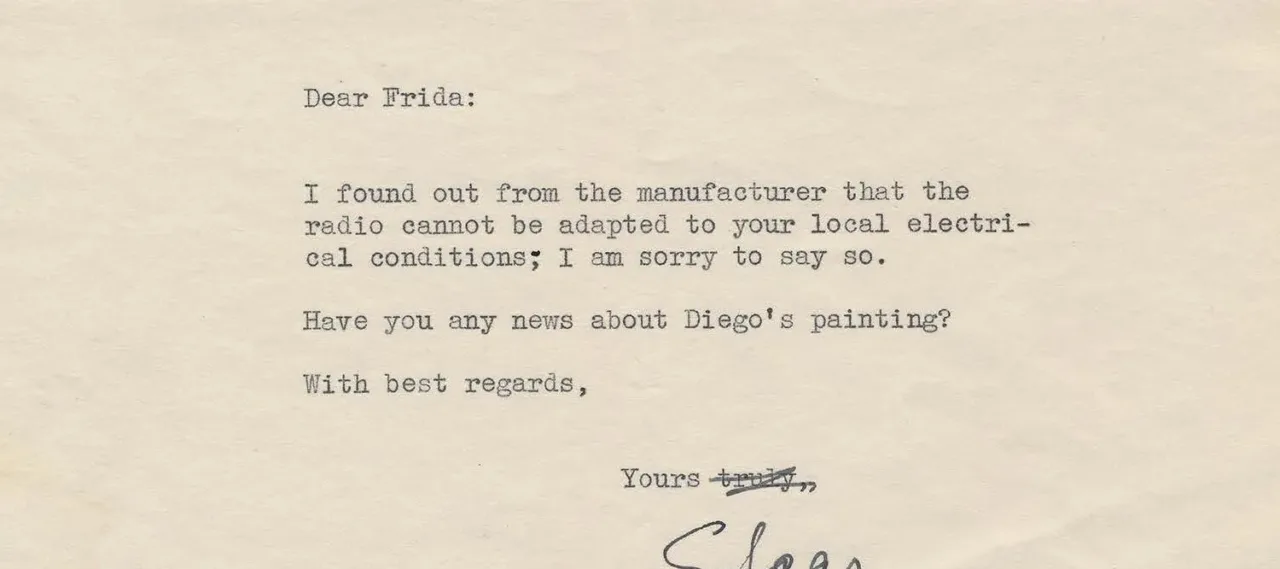 Dear Frida:
I found out from the manufacturer that the
radio cannot be adapted to your local electri-
cal conditions; I am sorry to say so.
Have you any news about Diego's painting?
With best regards,
Yours truly,,